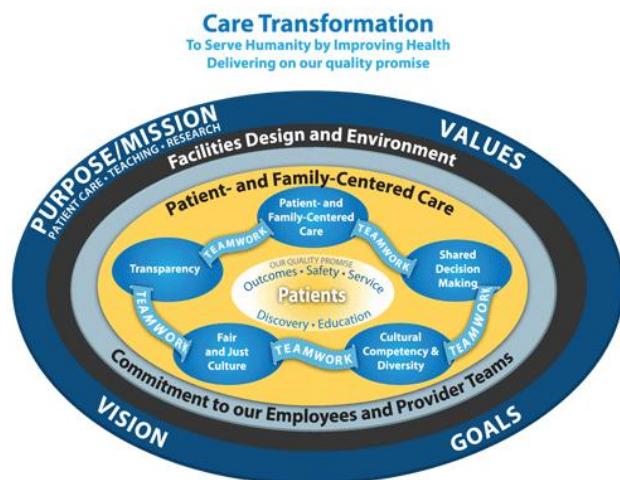 Care Transformation
To Serve Humanity by Improving Health
Delivering on our quality promise
PURPOSE/MISSION
PATIENT CARE • TEACHING • RESEARCH
VALUES
Facilities Design and Environment
Patient- and Family-Centered Care
Patient- and
Family-Centered
Care
TEAMWORK
TEAMWORK
Transparency
Shared
Decision
Making
OUR QUALITY PROMISE
Outcomes • Safety • Service
Patients
Discovery • Education
TEAMWORK
TEAMWORK
Fair
and Just
Culture
TEAMWORK
Cultural
Competency &
Diversity
Commitment to our Employees and Provider Teams
VISION
GOALS